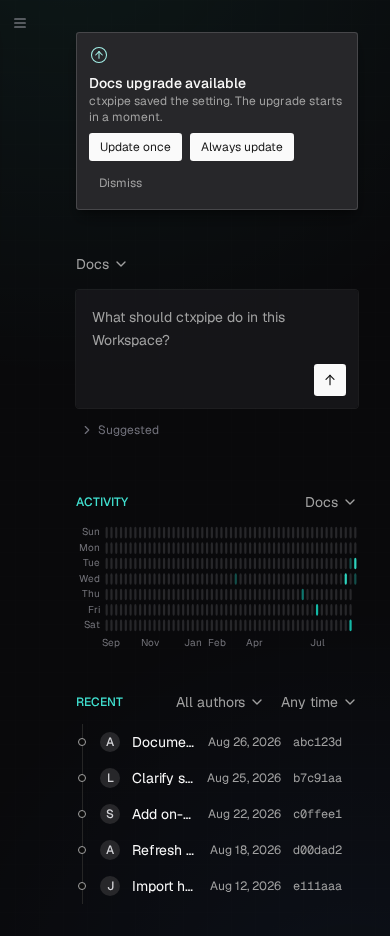 Docs upgrade available
ctxpipe saved the setting. The upgrade starts
in a moment.
Update once Always update
Dismiss
Docs
What should ctxpipe do in this
Workspace?
Suggested
ACTIVITY Docs
Sun
Mon
Tue
Wed
Thu
Fri
Sat
Sep Nov Jan Feb Apr Jul
RECENT All authors Any time
A Docume... Aug 26, 2026 abc123d
L Clarify s... Aug 25, 2026 b7c91aa
S Add on-... Aug 22, 2026 c0ffee1
A Refresh ... Aug 18, 2026 d00dad2
J Import h... Aug 12, 2026 e111aaa